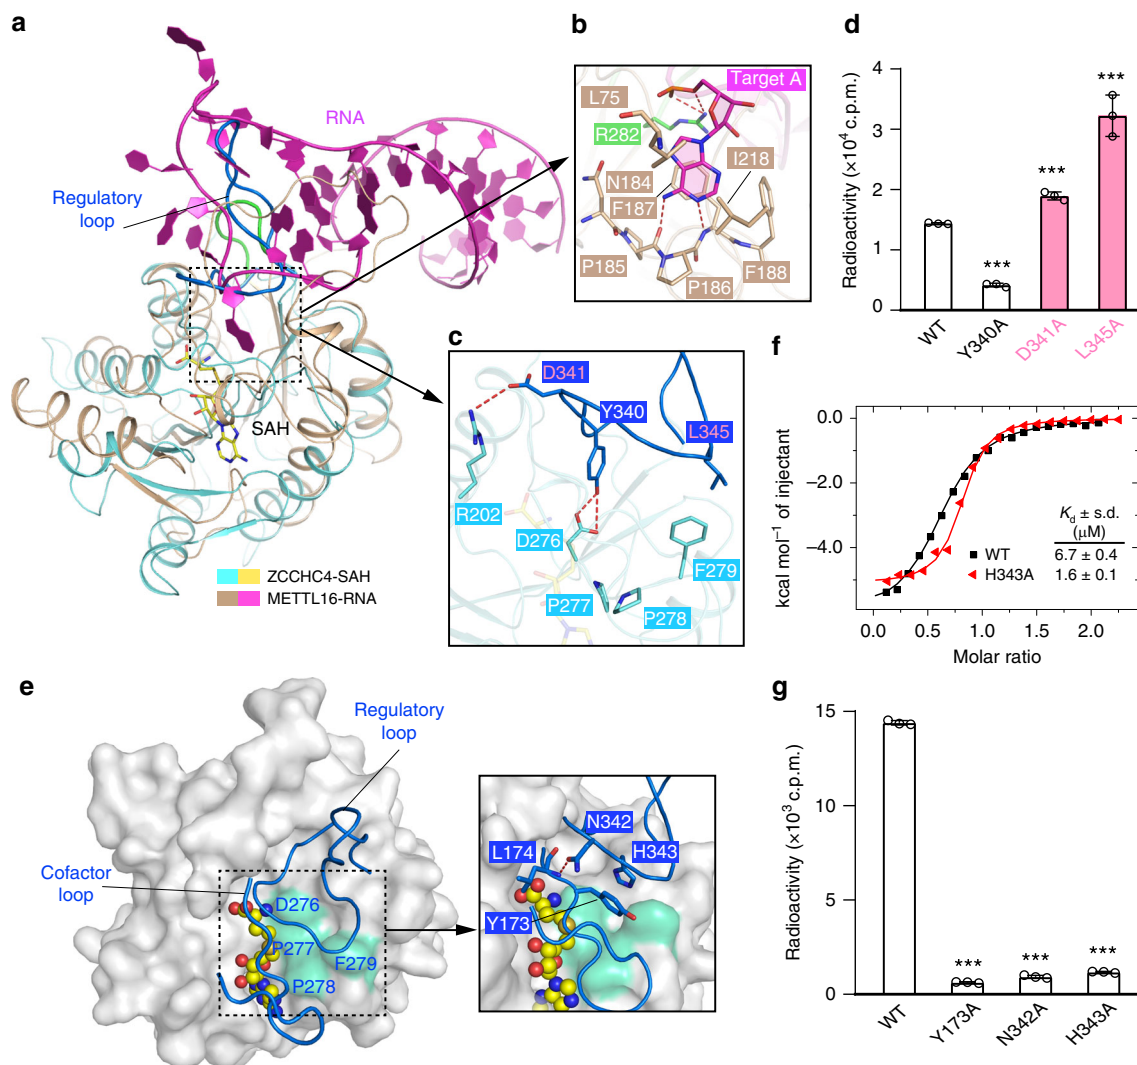 a
RNA
Regulatory
loop
SAH
ZCCHC4-SAH
METTL16-RNA
b
Target A
L75
R282
I218
N184
F187
P185
P186
F188
c
D341
Y340
L345
R202
D276
F279
P277
P278
d
Radioactivity (×10⁴ c.p.m.)
4
3
2
1
0
***
***
***
WT
Y340A
D341A
L345A
f
kcal mol⁻¹ of injectant
0.0
−2.0
−4.0
Kd ± s.d.
(μM)
WT 6.7 ± 0.4
H343A 1.6 ± 0.1
0.0 0.5 1.0 1.5 2.0
Molar ratio
e
Regulatory
loop
Cofactor
loop
D276
P277
F279
P278
N342
L174
H343
Y173
g
Radioactivity (×10³ c.p.m.)
15
10
5
0
***
***
***
WT
Y173A
N342A
H343A